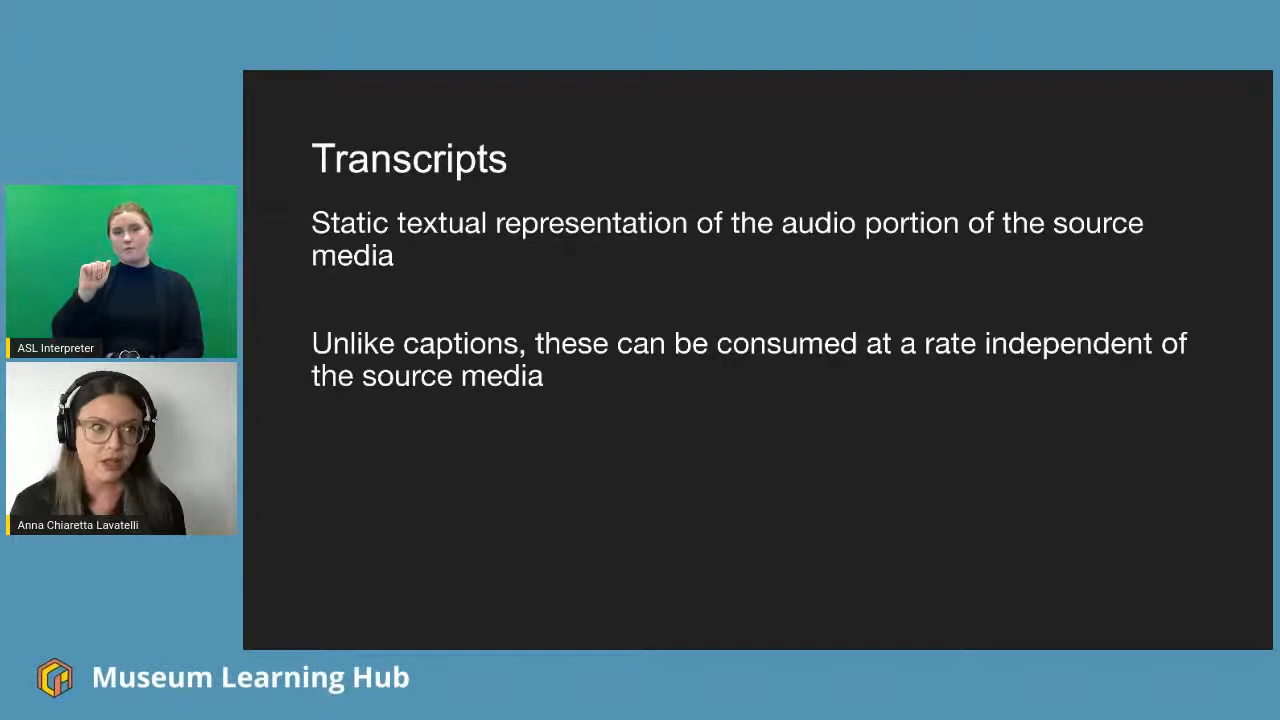 Transcripts
Static textual representation of the audio portion of the source
media
Unlike captions, these can be consumed at a rate independent of
the source media
ASL Interpreter
Anna Chiaretta Lavatelli
Museum Learning Hub